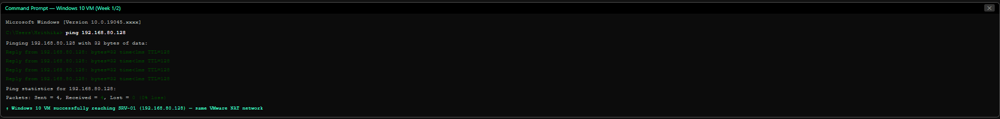 Command Prompt — Windows 10 VM (Week 1/2)
Microsoft Windows [Version 10.0.19045.xxxx]
C:\Users\Hrithika> ping 192.168.80.128
Pinging 192.168.80.128 with 32 bytes of data:
Reply from 192.168.80.128: bytes=32 time<1ms TTL=128
Reply from 192.168.80.128: bytes=32 time<1ms TTL=128
Reply from 192.168.80.128: bytes=32 time<1ms TTL=128
Reply from 192.168.80.128: bytes=32 time<1ms TTL=128
Ping statistics for 192.168.80.128:
Packets: Sent = 4, Received = 4, Lost = 0 (0% loss)
↑ Windows 10 VM successfully reaching SRV-01 (192.168.80.128) — same VMware NAT network